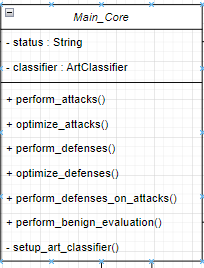 Main_Core
- status : String
- classifier : ArtClassifier
+ perform_attacks()
+ optimize_attacks()
+ perform_defenses()
+ optimize_defenses()
+ perform_defenses_on_attacks()
+ perform_benign_evaluation()
- setup_art_classifier()